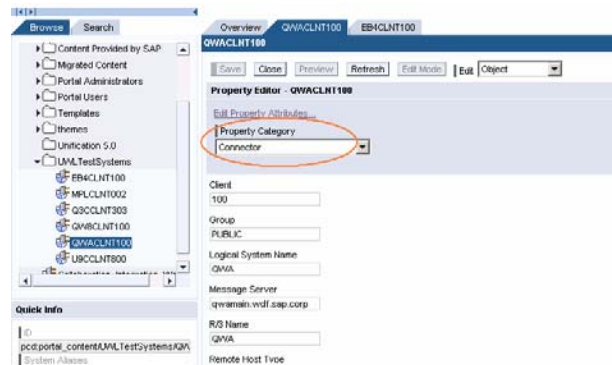 Browse Search
Content Provided by SAP
Migrated Content
Portal Administrators
Portal Users
Templates
themes
Unification 5.0
UWLTestSystems
EB4CLNT100
MPLCLNT002
Q3CCLNT303
QW8CLNT100
QWACLNT100
U9CCLNT800
Quick Info
ID
pcd:portal_content/UWLTestSystems/QW
System Aliases
Overview QWACLNT100 EB4CLNT100
QWACLNT100
Save Close Preview Refresh Edit Mode Edit Object
Property Editor - QWACLNT100
Edit Property Attributes...
Property Category
Connector
Client
100
Group
PUBLIC
Logical System Name
QWA
Message Server
qwamain.wdf.sap.corp
R/3 Name
QWA
Remote Host Type